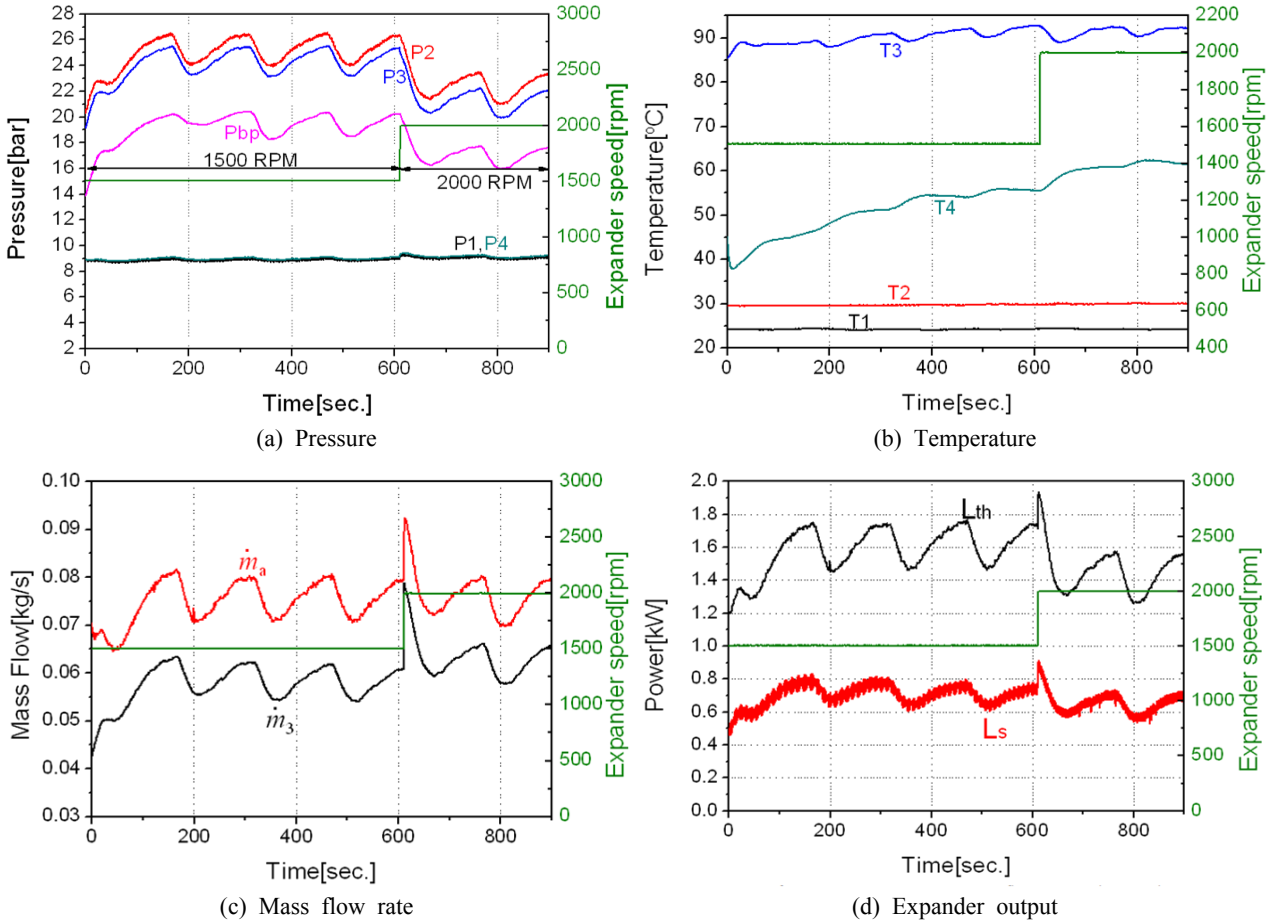 28
26
24
22
20
18
16
14
12
10
8
6
4
2
Pressure[bar]
P2
P3
Pbp
1500 RPM
2000 RPM
P1,P4
3000
2500
2000
1500
1000
500
0
Expander speed[rpm]
0 200 400 600 800
Time[sec.]
(a) Pressure
90
80
70
60
50
40
30
20
Temperature[°C]
T3
T4
T2
T1
2200
2000
1800
1600
1400
1200
1000
800
600
400
Expander speed[rpm]
0 200 400 600 800
Time[sec.]
(b) Temperature
0.10
0.09
0.08
0.07
0.06
0.05
0.04
0.03
Mass Flow[kg/s]
ṁa
ṁ3
3000
2500
2000
1500
1000
500
0
Expander speed[rpm]
0 200 400 600 800
Time[sec.]
(c) Mass flow rate
2.0
1.8
1.6
1.4
1.2
1.0
0.8
0.6
0.4
0.2
0.0
Power[kW]
Lth
Ls
3000
2500
2000
1500
1000
500
0
Expander speed[rpm]
0 200 400 600 800
Time[sec.]
(d) Expander output